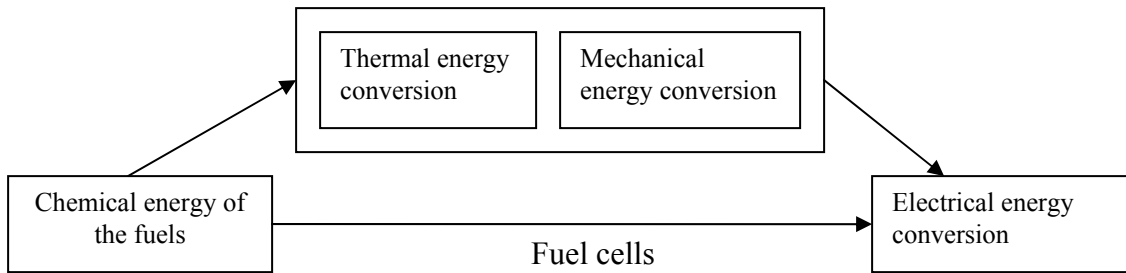 Thermal energy
conversion
Mechanical
energy conversion
Chemical energy of
the fuels
Electrical energy
conversion
Fuel cells